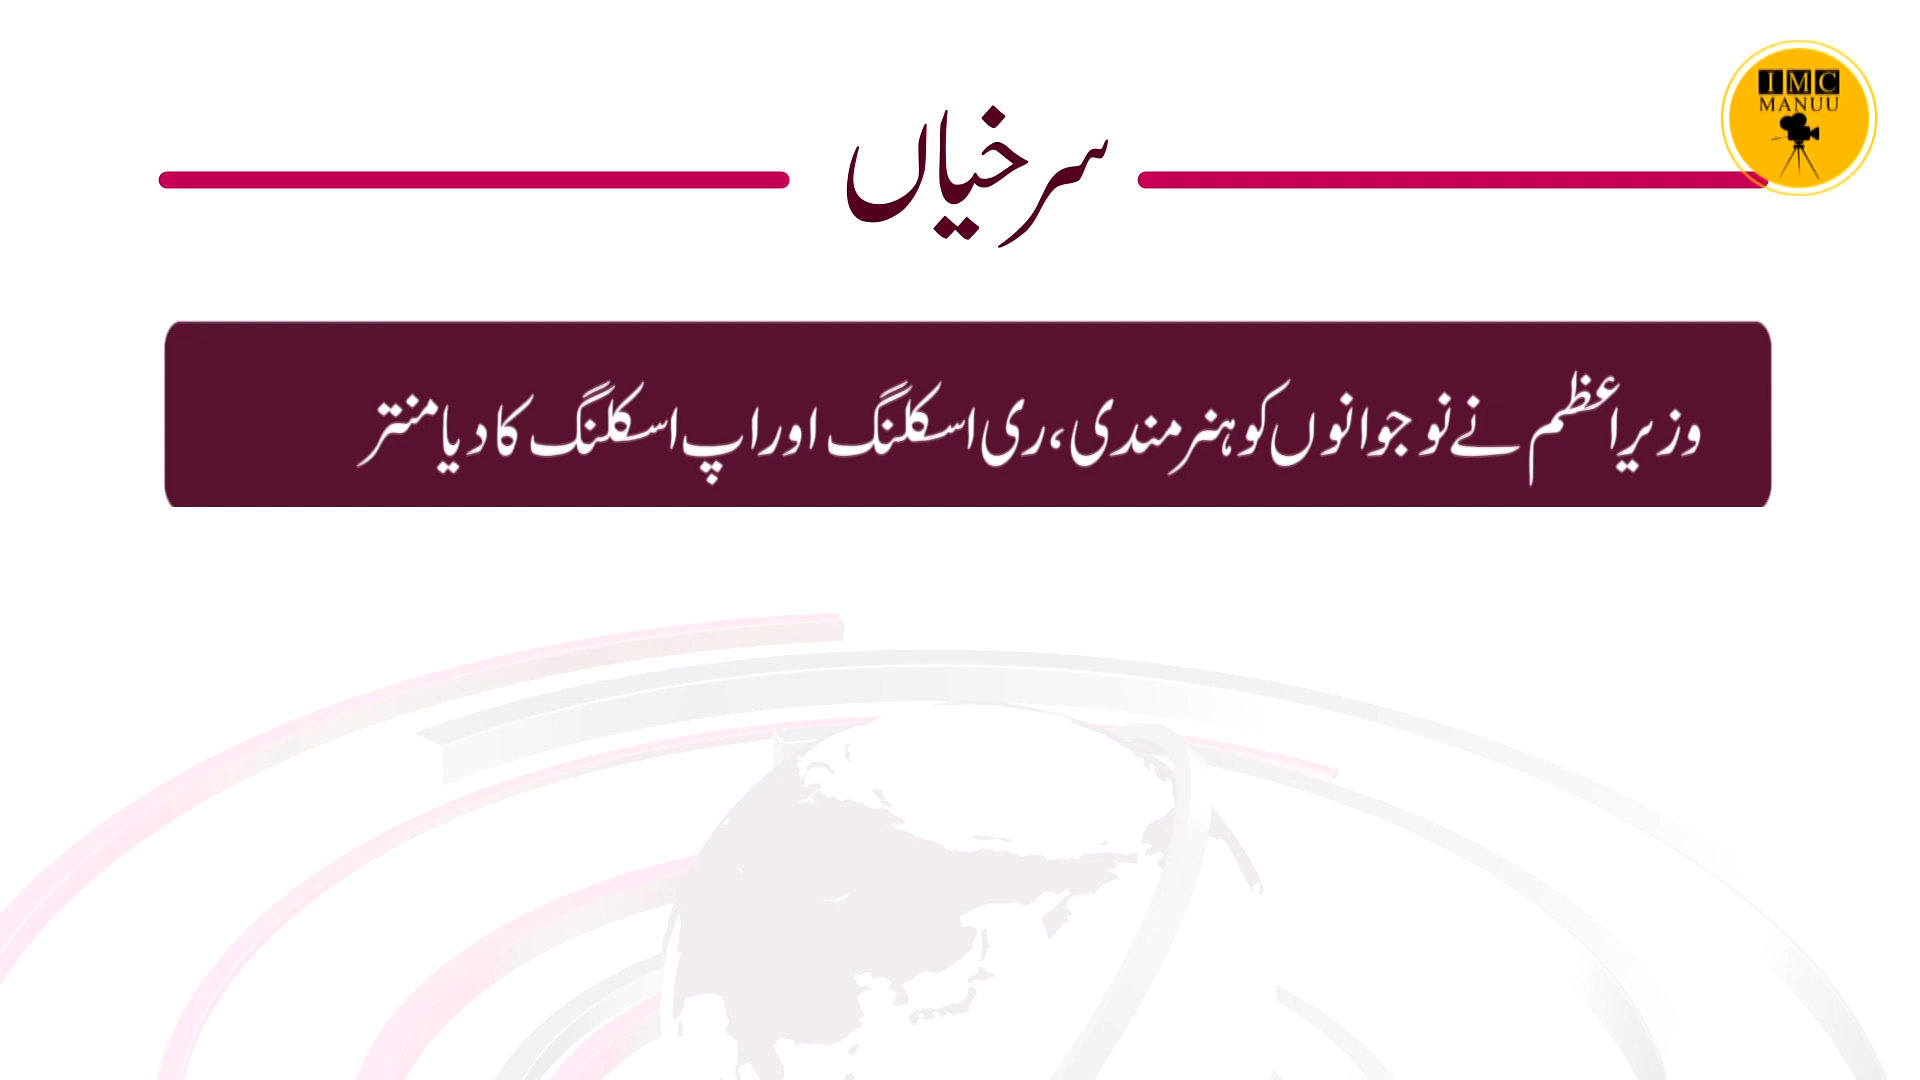 IMC
MANUU
سرخیاں
وزیراعظم نے نوجوانوں کو ہنرمندی، ری اسکلنگ اور اپ اسکلنگ کا دیا منتر